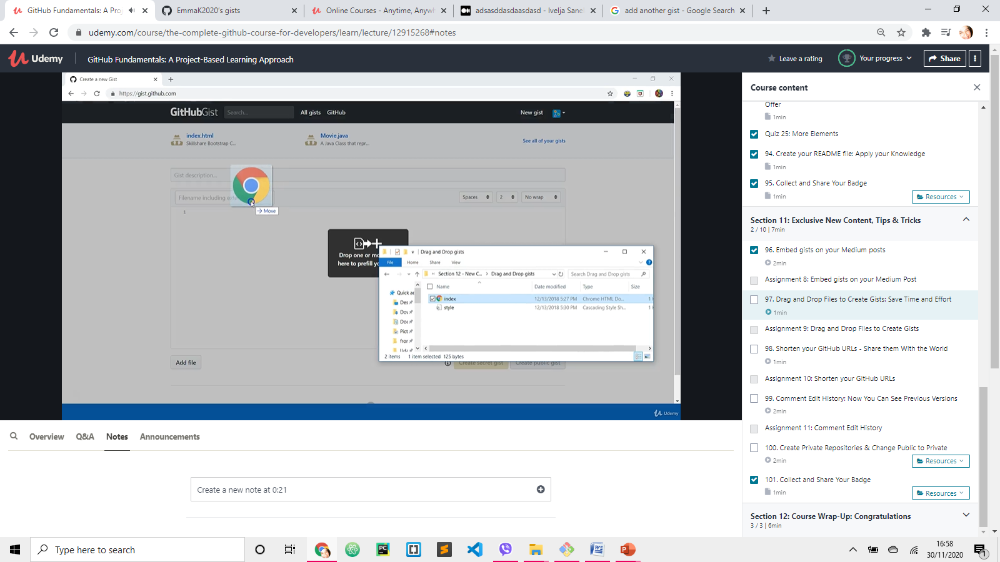 GitHub Fundamentals: A Proj
EmmaK2020's gists
Online Courses - Anytime, Anywh
adsasddasdaasdasd - Ivelja Sanel
add another gist - Google Search
udemy.com/course/the-complete-github-course-for-developers/learn/lecture/12915268#notes
Udemy
GitHub Fundamentals: A Project-Based Learning Approach
Leave a rating
Your progress
Share
Create a new Gist
https://gist.github.com
GitHubGist
Search...
All gists
GitHub
New gist
index.html
Skillshare Bootstrap C...
Movie.java
A Java Class that repr...
See all of your gists
Gist description...
Filename including ext
Spaces
2
No wrap
Move
1
Drop one or mo
here to prefill yo
Drag and Drop gists
File
Home
Share
View
Section 12 - New C...
Drag and Drop gists
Search Drag and Drop gists
Name
Date modified
Type
Size
Quick ac
Des
Dov
Doc
Pict
fror
Uda
index
12/13/2018 5:27 PM
Chrome HTML Do...
1
style
12/13/2018 5:30 PM
Cascading Style Sh...
1
2 items
1 item selected 125 bytes
Add file
Create secret gist
Create public gist
Udemy
Overview
Q&A
Notes
Announcements
Create a new note at 0:21
Course content
Offer
1min
Quiz 25: More Elements
94. Create your README file: Apply your Knowledge
1min
95. Collect and Share Your Badge
1min
Resources
Section 11: Exclusive New Content, Tips & Tricks
2 / 10 | 7min
96. Embed gists on your Medium posts
2min
Assignment 8: Embed gists on your Medium Post
97. Drag and Drop Files to Create Gists: Save Time and Effort
1min
Assignment 9: Drag and Drop Files to Create Gists
98. Shorten your GitHub URLs - Share them With the World
1min
Assignment 10: Shorten your GitHub URLs
99. Comment Edit History: Now You Can See Previous Versions
2min
Assignment 11: Comment Edit History
100. Create Private Repositories & Change Public to Private
2min
Resources
101. Collect and Share Your Badge
1min
Resources
Section 12: Course Wrap-Up: Congratulations
3 / 3 | 6min
Type here to search
PC
16:58
30/11/2020
1